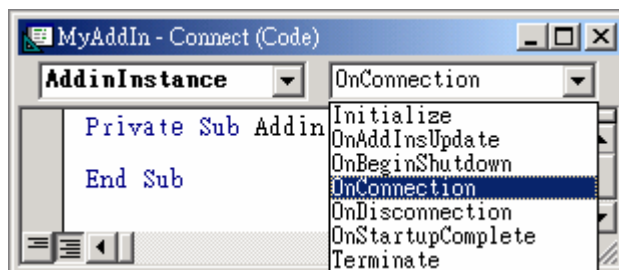 MyAddIn - Connect (Code)
AddinInstance
OnConnection
Private Sub Addin
End Sub
Initialize
OnAddInsUpdate
OnBeginShutdown
OnConnection
OnDisconnection
OnStartupComplete
Terminate